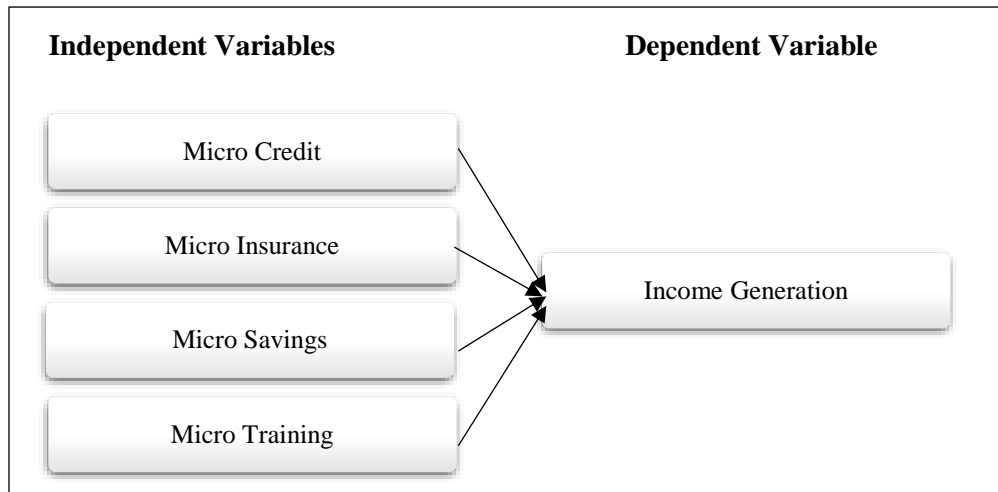 Independent Variables
Dependent Variable
Micro Credit
Micro Insurance
Micro Savings
Micro Training
Income Generation